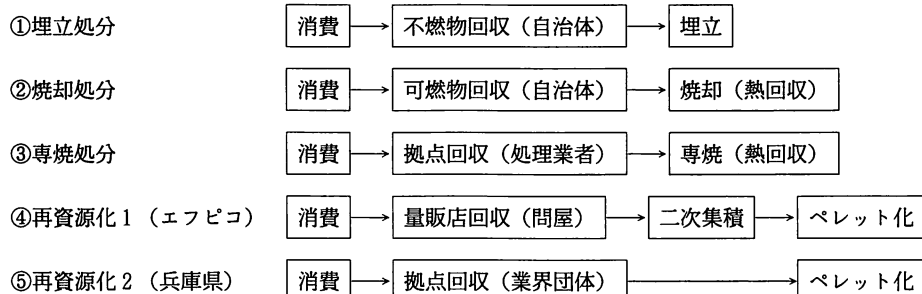 ①埋立処分 消費 → 不燃物回収（自治体） → 埋立
②焼却処分 消費 → 可燃物回収（自治体） → 焼却（熱回収）
③専焼処分 消費 → 拠点回収（処理業者） → 専焼（熱回収）
④再資源化1（エフピコ） 消費 → 量販店回収（問屋） → 二次集積 → ペレット化
⑤再資源化2（兵庫県） 消費 → 拠点回収（業界団体） → ペレット化